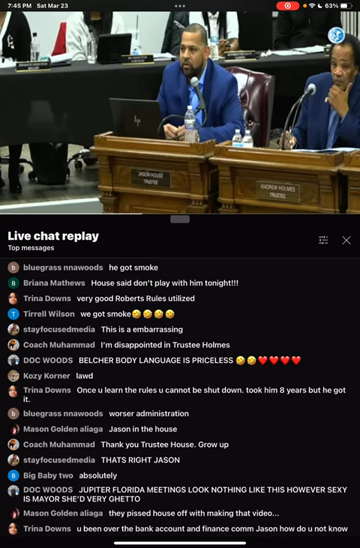 7:45 PM Sat Mar 23
63%
hp
JASON HOUSE
TRUSTEE
ANDREW HOLMES
TRUSTEE
Live chat replay
Top messages
b bluegrass nnawoods he got smoke
B Briana Mathews House said don't play with him tonight!!!
Trina Downs very good Roberts Rules utilized
T Tirrell Wilson we got smoke🤣🤣🤣🤣
stayfocusedmedia This is a embarrassing
Coach Muhammad I'm disappointed in Trustee Holmes
DOC WOODS BELCHER BODY LANGUAGE IS PRICELESS 🤣🤣❤️❤️❤️❤️
Kozy Korner lawd
Trina Downs Once u learn the rules u cannot be shut down. took him 8 years but he got
it.
b bluegrass nnawoods worser administration
Mason Golden aliaga Jason in the house
Coach Muhammad Thank you Trustee House. Grow up
stayfocusedmedia THATS RIGHT JASON
B Big Baby two absolutely
DOC WOODS JUPITER FLORIDA MEETINGS LOOK NOTHING LIKE THIS HOWEVER SEXY
IS MAYOR SHE'D VERY GHETTO
Mason Golden aliaga they pissed house off with making that video...
Trina Downs u been over the bank account and finance comm Jason how do u not know